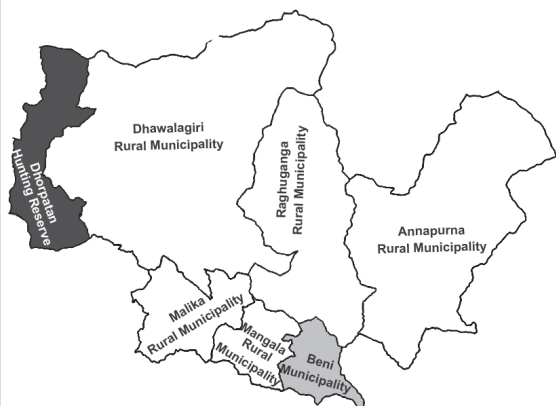 Dhawalagiri
Rural Municipality
Dhorpatan
Hunting Reserve
Raghuganga
Rural Municipality
Annapurna
Rural Municipality
Malika
Rural Municipality
Mangala
Rural
Municipality
Beni
Municipality